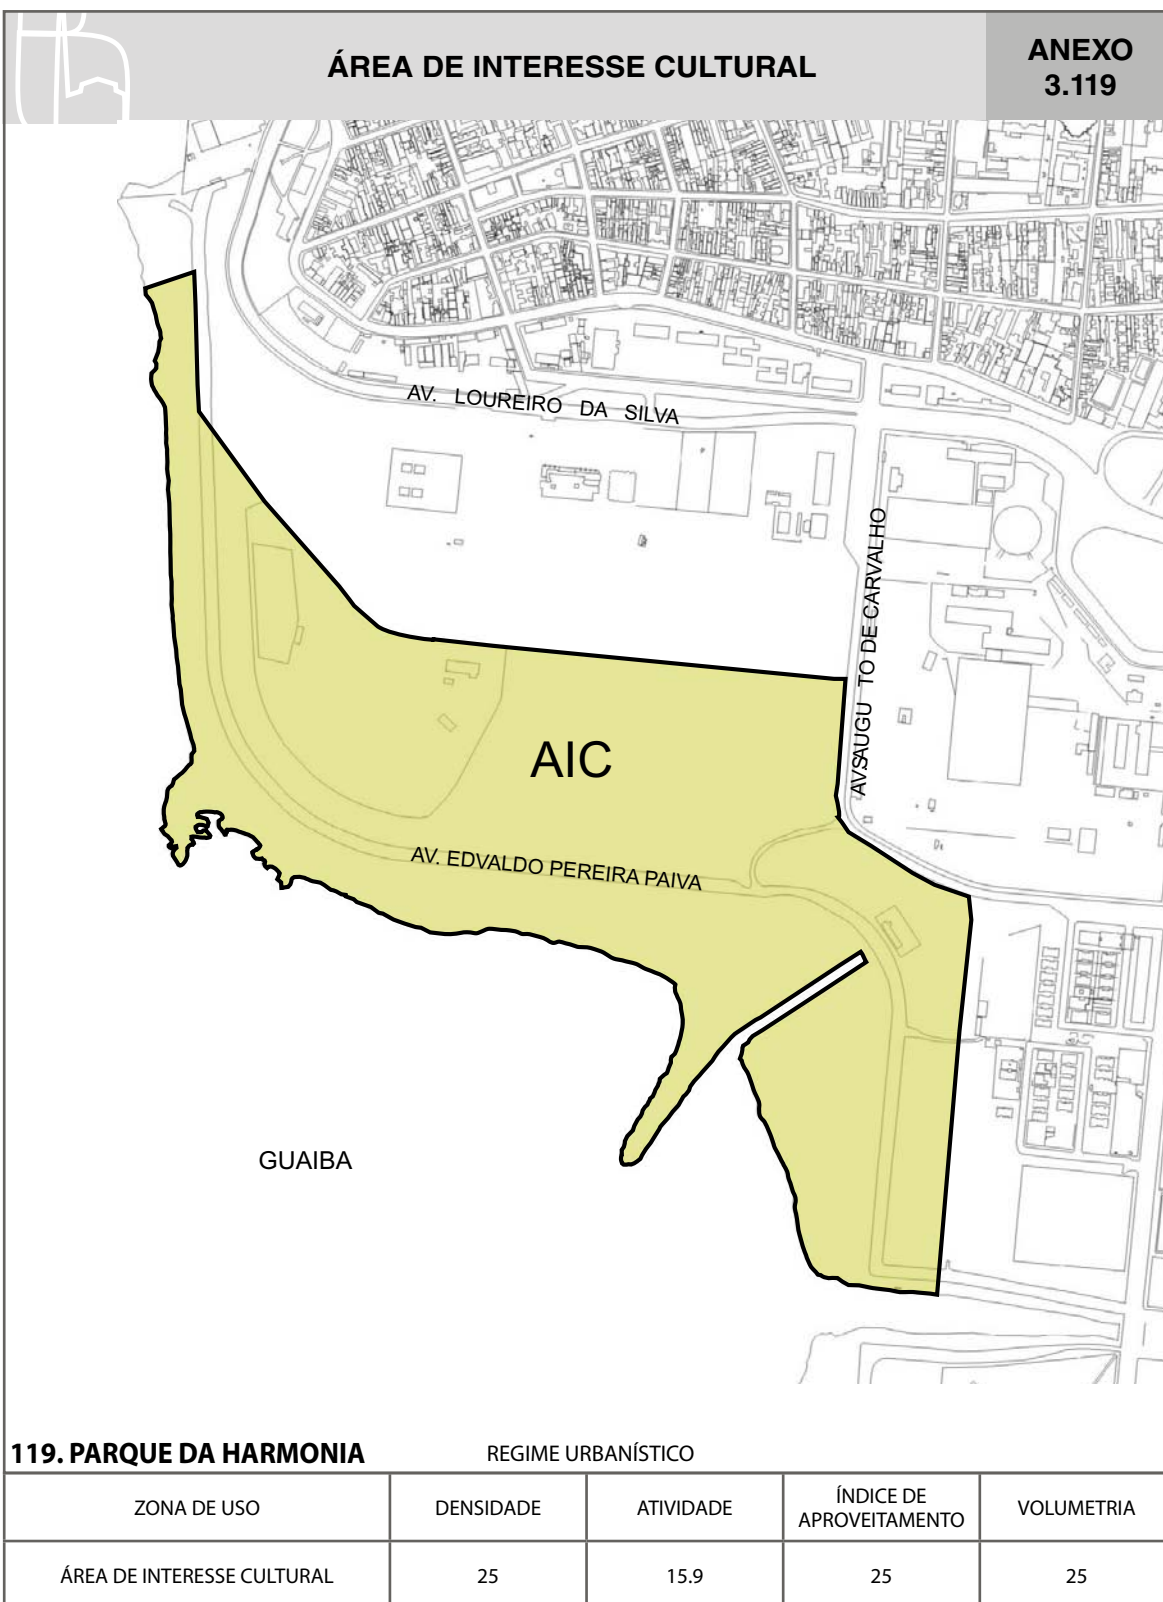 ÁREA DE INTERESSE CULTURAL
ANEXO
3.119
AV. LOUREIRO DA SILVA
AV.SAUGU TO DE CARVALHO
AIC
AV. EDVALDO PEREIRA PAIVA
GUAIBA
119. PARQUE DA HARMONIA
REGIME URBANÍSTICO
ZONA DE USO
DENSIDADE
ATIVIDADE
ÍNDICE DE
APROVEITAMENTO
VOLUMETRIA
ÁREA DE INTERESSE CULTURAL
25
15.9
25
25